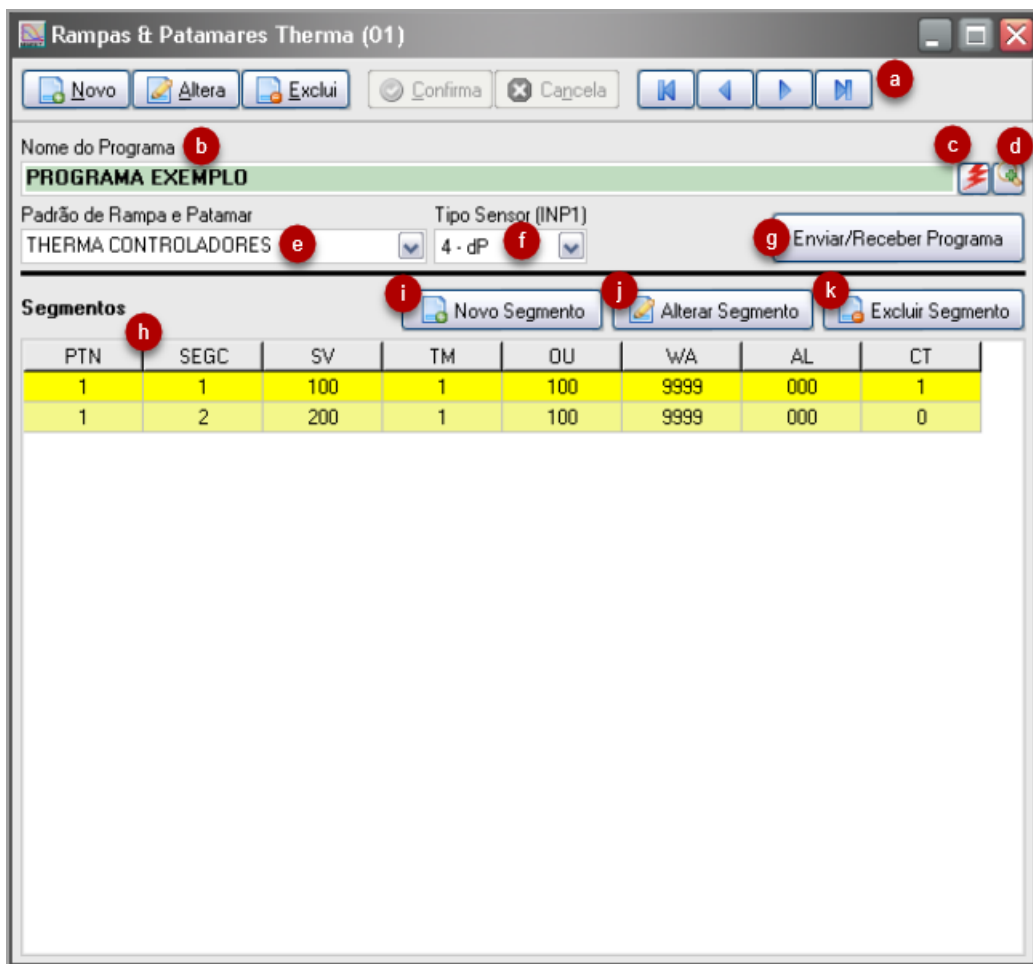 Rampas & Patamares Therma (01)
Novo Altera Exclui Confirma Cancela a
Nome do Programa b c d
PROGRAMA EXEMPLO
Padrão de Rampa e Patamar Tipo Sensor (INP1)
THERMA CONTROLADORES e 4 - dP f g Enviar/Receber Programa
Segmentos i Novo Segmento j Alterar Segmento k Excluir Segmento
h
PTN SEGC SV TM OU WA AL CT
1 1 100 1 100 9999 000 1
1 2 200 1 100 9999 000 0